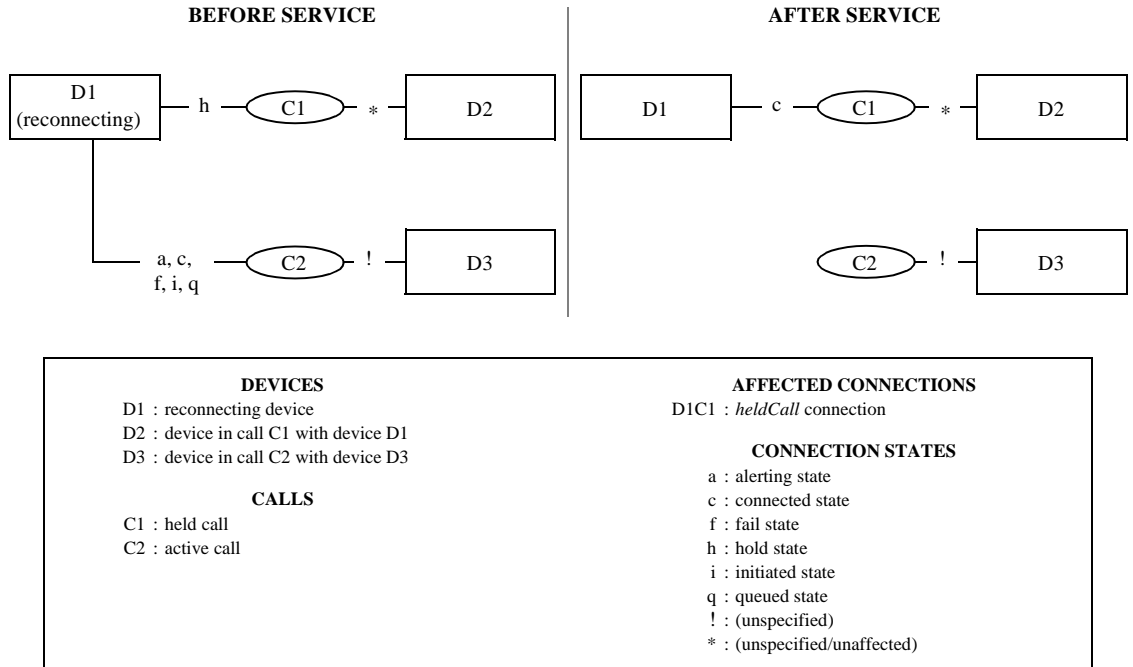 BEFORE SERVICE
AFTER SERVICE
D1
(reconnecting)
h
C1
*
D2
D1
c
C1
*
D2
a, c,
f, i, q
C2
!
D3
C2
!
D3
DEVICES
D1 : reconnecting device
D2 : device in call C1 with device D1
D3 : device in call C2 with device D3
CALLS
C1 : held call
C2 : active call
AFFECTED CONNECTIONS
D1C1 : heldCall connection
CONNECTION STATES
a : alerting state
c : connected state
f : fail state
h : hold state
i : initiated state
q : queued state
! : (unspecified)
* : (unspecified/unaffected)